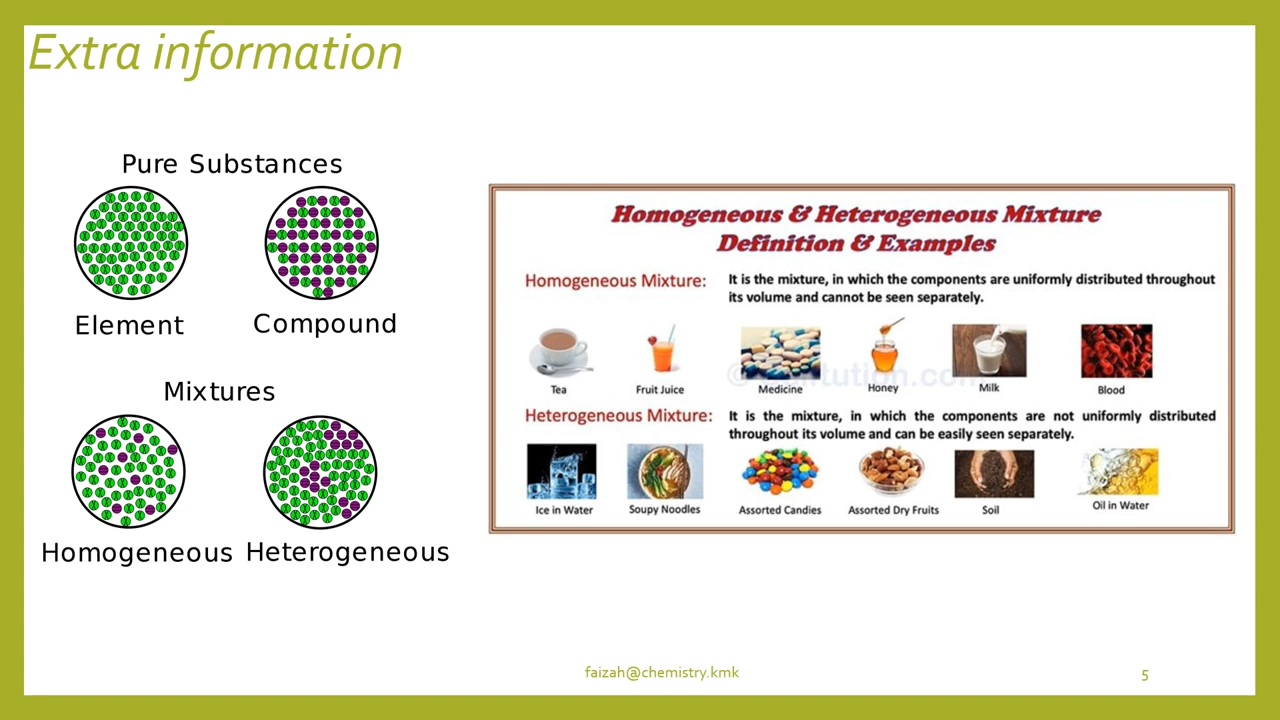 Extra information
Pure Substances
Element
Compound
Mixtures
Homogeneous
Heterogeneous
Homogeneous & Heterogeneous Mixture
Definition & Examples
Homogeneous Mixture:
It is the mixture, in which the components are uniformly distributed throughout
its volume and cannot be seen separately.
Tea
Fruit Juice
Medicine
Honey
Milk
Blood
Heterogeneous Mixture:
It is the mixture, in which the components are not uniformly distributed
throughout its volume and can be easily seen separately.
Ice in Water
Soupy Noodles
Assorted Candies
Assorted Dry Fruits
Soil
Oil in Water
faizah@chemistry.kmk
5